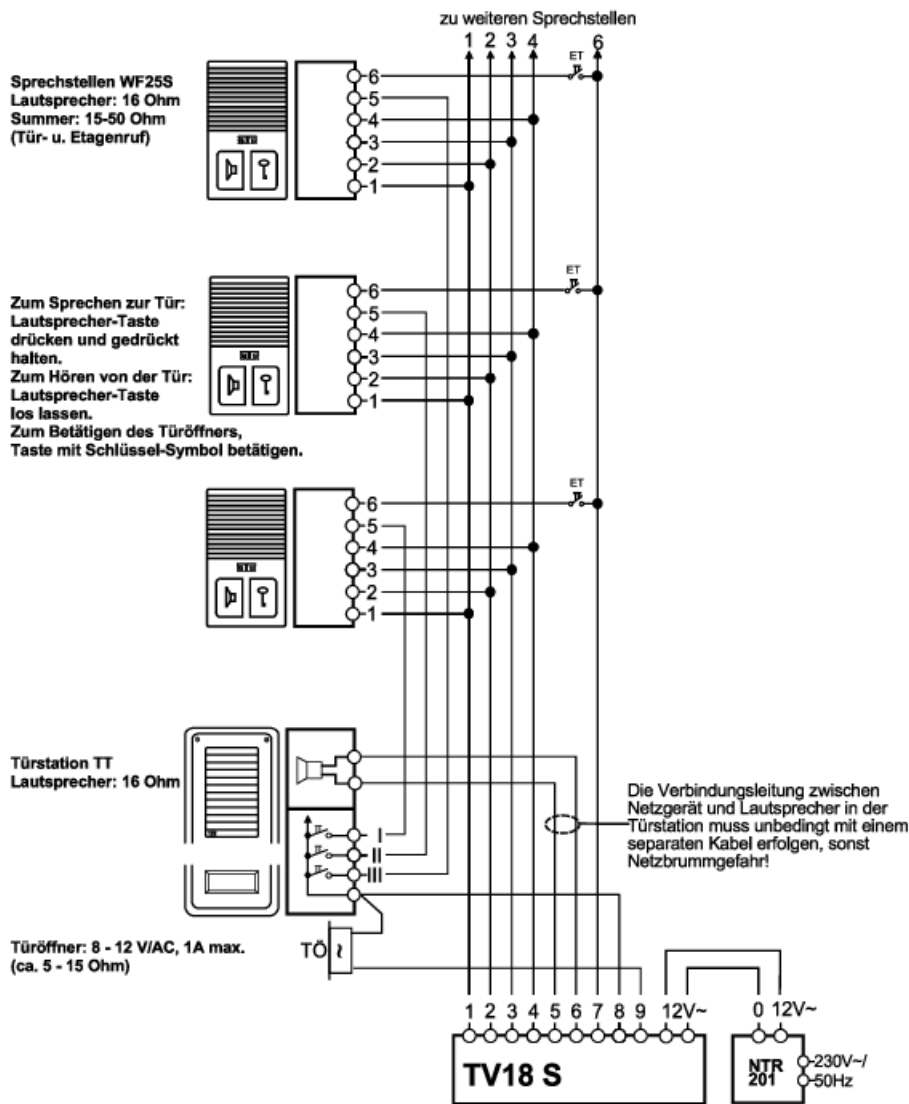 zu weiteren Sprechstellen
1 2 3 4 6
Sprechstellen WF25S
Lautsprecher: 16 Ohm
Summer: 15-50 Ohm
(Tür- u. Etagenruf)
NTR
6
5
4
3
2
1
ET
Zum Sprechen zur Tür:
Lautsprecher-Taste
drücken und gedrückt
halten.
Zum Hören von der Tür:
Lautsprecher-Taste
los lassen.
Zum Betätigen des Türöffners,
Taste mit Schlüssel-Symbol betätigen.
NTR
6
5
4
3
2
1
ET
NTR
6
5
4
3
2
1
ET
Türstation TT
Lautsprecher: 16 Ohm
I
II
III
Die Verbindungsleitung zwischen
Netzgerät und Lautsprecher in der
Türstation muss unbedingt mit einem
separaten Kabel erfolgen, sonst
Netzbrummgefahr!
Türöffner: 8 - 12 V/AC, 1A max.
(ca. 5 - 15 Ohm)
TÖ ~
1 2 3 4 5 6 7 8 9 12V~
0 12V~
TV18 S
NTR
201
230V~/
50Hz